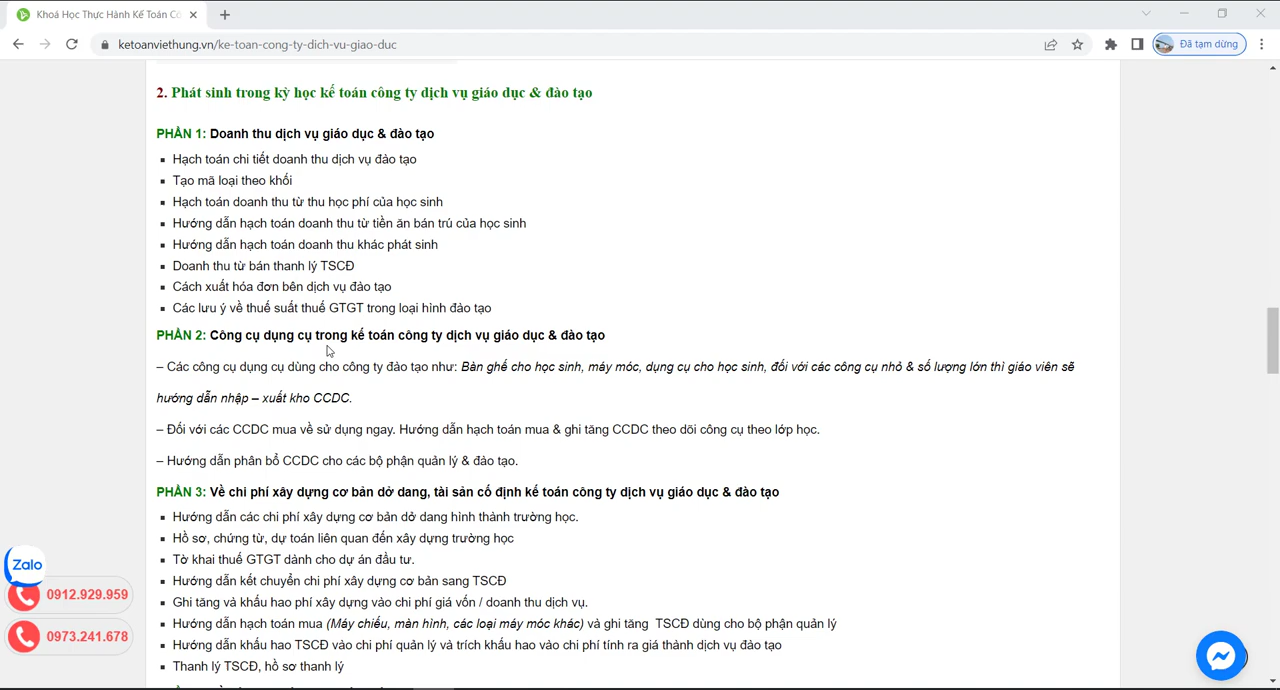 Khoá Học Thực Hành Kế Toán Cô
ketoanviethung.vn/ke-toan-cong-ty-dich-vu-giao-duc
Đã tạm dừng
2. Phát sinh trong kỳ học kế toán công ty dịch vụ giáo dục & đào tạo
PHẦN 1: Doanh thu dịch vụ giáo dục & đào tạo
▪ Hạch toán chi tiết doanh thu dịch vụ đào tạo
▪ Tạo mã loại theo khối
▪ Hạch toán doanh thu từ thu học phí của học sinh
▪ Hướng dẫn hạch toán doanh thu từ tiền ăn bán trú của học sinh
▪ Hướng dẫn hạch toán doanh thu khác phát sinh
▪ Doanh thu từ bán thanh lý TSCĐ
▪ Cách xuất hóa đơn bên dịch vụ đào tạo
▪ Các lưu ý về thuế suất thuế GTGT trong loại hình đào tạo
PHẦN 2: Công cụ dụng cụ trong kế toán công ty dịch vụ giáo dục & đào tạo
– Các công cụ dụng cụ dùng cho công ty đào tạo như: Bàn ghế cho học sinh, máy móc, dụng cụ cho học sinh, đối với các công cụ nhỏ & số lượng lớn thì giáo viên sẽ
hướng dẫn nhập – xuất kho CCDC.
– Đối với các CCDC mua về sử dụng ngay. Hướng dẫn hạch toán mua & ghi tăng CCDC theo dõi công cụ theo lớp học.
– Hướng dẫn phân bổ CCDC cho các bộ phận quản lý & đào tạo.
PHẦN 3: Về chi phí xây dựng cơ bản dở dang, tài sản cố định kế toán công ty dịch vụ giáo dục & đào tạo
▪ Hướng dẫn các chi phí xây dựng cơ bản dở dang hình thành trường học.
▪ Hồ sơ, chứng từ, dự toán liên quan đến xây dựng trường học
▪ Tờ khai thuế GTGT dành cho dự án đầu tư.
▪ Hướng dẫn kết chuyển chi phí xây dựng cơ bản sang TSCĐ
▪ Ghi tăng và khấu hao phí xây dựng vào chi phí giá vốn / doanh thu dịch vụ.
▪ Hướng dẫn hạch toán mua (Máy chiếu, màn hình, các loại máy móc khác) và ghi tăng TSCĐ dùng cho bộ phận quản lý
▪ Hướng dẫn khấu hao TSCĐ vào chi phí quản lý và trích khấu hao vào chi phí tính ra giá thành dịch vụ đào tạo
▪ Thanh lý TSCĐ, hồ sơ thanh lý
Zalo
0912.929.959
0973.241.678